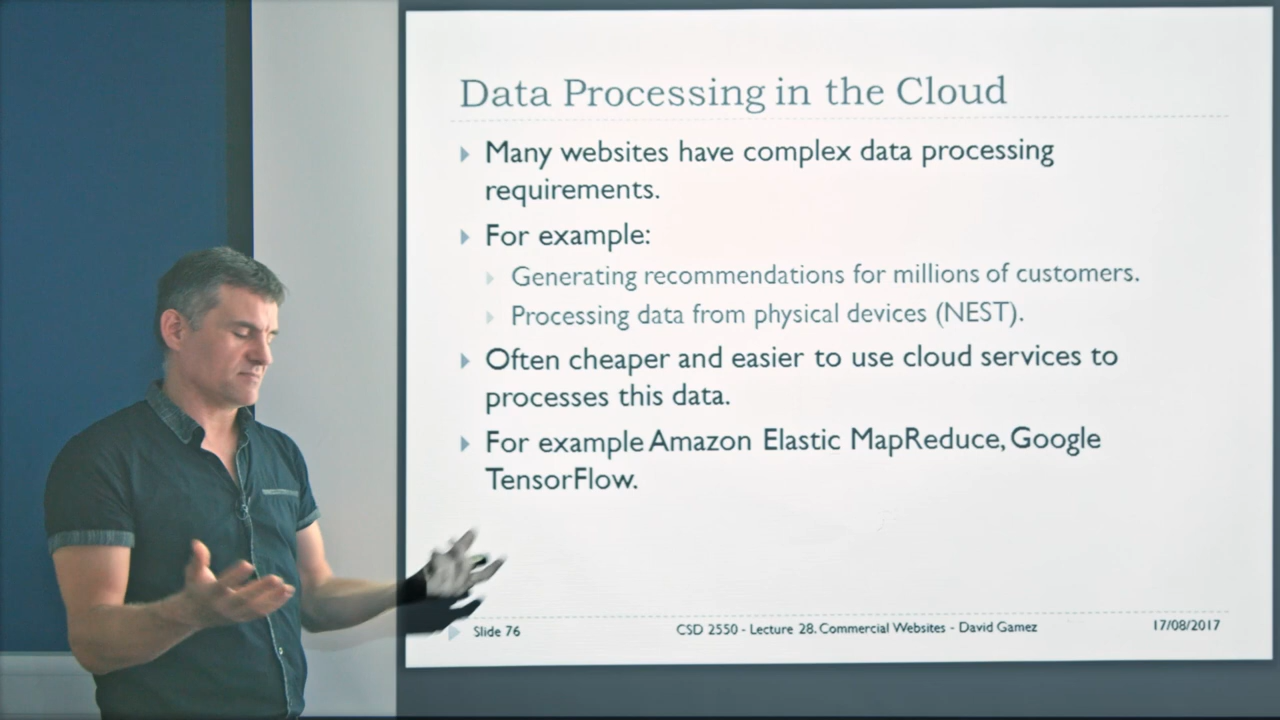 Data Processing in the Cloud
Many websites have complex data processing
requirements.
For example:
Generating recommendations for millions of customers.
Processing data from physical devices (NEST).
Often cheaper and easier to use cloud services to
processes this data.
For example Amazon Elastic MapReduce, Google
TensorFlow.
Slide 76
CSD 2550 - Lecture 28. Commercial Websites - David Gamez
17/08/2017